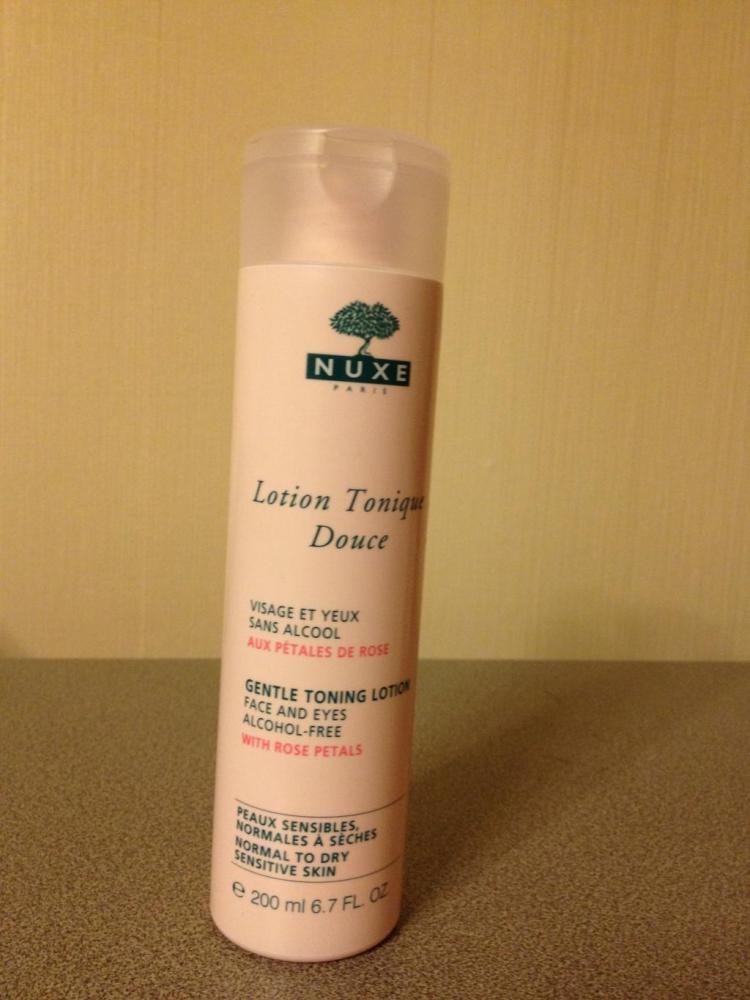 NUXE
PARIS
Lotion Tonique
Douce
VISAGE ET YEUX
SANS ALCOOL
AUX PÉTALES DE ROSE
GENTLE TONING LOTION
FACE AND EYES
ALCOHOL-FREE
WITH ROSE PETALS
PEAUX SENSIBLES,
NORMALES À SÈCHES
NORMAL TO DRY
SENSITIVE SKIN
℮ 200 ml 6.7 FL. OZ